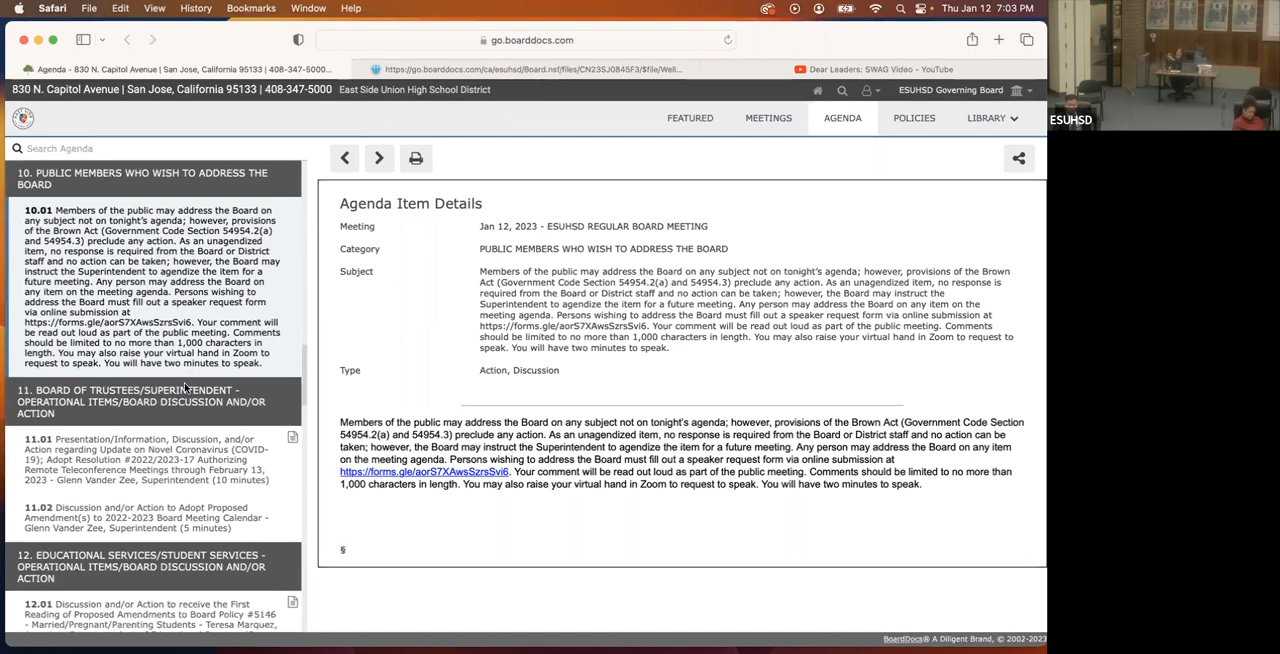 Safari File Edit View History Bookmarks Window Help Thu Jan 12 7:03 PM
go.boarddocs.com
Agenda - 830 N. Capitol Avenue | San Jose, California 95133 | 408-347-5000...
https://go.boarddocs.com/ca/esuhsd/Board.nsf/files/CN23SJ0845F3/$file/Well...
Dear Leaders: SWAG Video - YouTube
830 N. Capitol Avenue | San Jose, California 95133 | 408-347-5000 East Side Union High School District
ESUHSD Governing Board
FEATURED MEETINGS AGENDA POLICIES LIBRARY
Search Agenda
10. PUBLIC MEMBERS WHO WISH TO ADDRESS THE
BOARD
10.01 Members of the public may address the Board on
any subject not on tonight's agenda; however, provisions
of the Brown Act (Government Code Section 54954.2(a)
and 54954.3) preclude any action. As an unagendized
item, no response is required from the Board or District
staff and no action can be taken; however, the Board may
instruct the Superintendent to agendize the item for a
future meeting. Any person may address the Board on
any item on the meeting agenda. Persons wishing to
address the Board must fill out a speaker request form
via online submission at
https://forms.gle/aorS7XAwsSzrsSvi6. Your comment will
be read out loud as part of the public meeting. Comments
should be limited to no more than 1,000 characters in
length. You may also raise your virtual hand in Zoom to
request to speak. You will have two minutes to speak.
11. BOARD OF TRUSTEES/SUPERINTENDENT -
OPERATIONAL ITEMS/BOARD DISCUSSION AND/OR
ACTION
11.01 Presentation/Information, Discussion, and/or
Action regarding Update on Novel Coronavirus (COVID-
19); Adopt Resolution #2022/2023-17 Authorizing
Remote Teleconference Meetings through February 13,
2023 - Glenn Vander Zee, Superintendent (10 minutes)
11.02 Discussion and/or Action to Adopt Proposed
Amendment(s) to 2022-2023 Board Meeting Calendar -
Glenn Vander Zee, Superintendent (5 minutes)
12. EDUCATIONAL SERVICES/STUDENT SERVICES -
OPERATIONAL ITEMS/BOARD DISCUSSION AND/OR
ACTION
12.01 Discussion and/or Action to receive the First
Reading of Proposed Amendments to Board Policy #5146
- Married/Pregnant/Parenting Students - Teresa Marquez,
Agenda Item Details
Meeting Jan 12, 2023 - ESUHSD REGULAR BOARD MEETING
Category PUBLIC MEMBERS WHO WISH TO ADDRESS THE BOARD
Subject Members of the public may address the Board on any subject not on tonight's agenda; however, provisions of the Brown
Act (Government Code Section 54954.2(a) and 54954.3) preclude any action. As an unagendized item, no response is
required from the Board or District staff and no action can be taken; however, the Board may instruct the
Superintendent to agendize the item for a future meeting. Any person may address the Board on any item on the
meeting agenda. Persons wishing to address the Board must fill out a speaker request form via online submission at
https://forms.gle/aorS7XAwsSzrsSvi6. Your comment will be read out loud as part of the public meeting. Comments
should be limited to no more than 1,000 characters in length. You may also raise your virtual hand in Zoom to request to
speak. You will have two minutes to speak.
Type Action, Discussion
Members of the public may address the Board on any subject not on tonight's agenda; however, provisions of the Brown Act (Government Code Section
54954.2(a) and 54954.3) preclude any action. As an unagendized item, no response is required from the Board or District staff and no action can be
taken; however, the Board may instruct the Superintendent to agendize the item for a future meeting. Any person may address the Board on any item
on the meeting agenda. Persons wishing to address the Board must fill out a speaker request form via online submission at
https://forms.gle/aorS7XAwsSzrsSvi6. Your comment will be read out loud as part of the public meeting. Comments should be limited to no more than
1,000 characters in length. You may also raise your virtual hand in Zoom to request to speak. You will have two minutes to speak.
§
BoardDocs® A Diligent Brand, © 2002-2023
ESUHSD